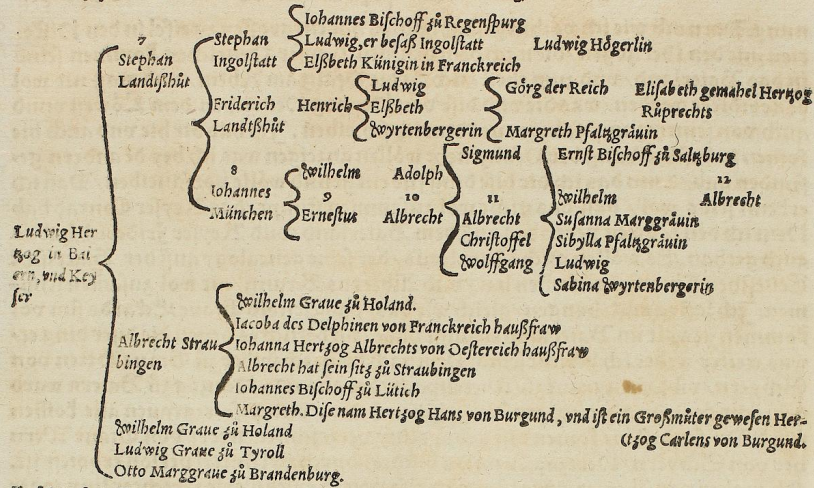 Iohannes Bischoff zů Regenspurg
7 Stephan Ludwig, er besaß Ingolstatt Ludwig Hôgerlin
Stephan Ingolstatt Elßbeth Künigin in Franckreich
Landtßhůt
Ludwig Gôrg der Reich Elisabeth gemahel Hertzog
Friderich Henrich Elßbeth Růprechts
Landtßhůt Wyrtenbergerin Margreth Pfaltzgräuin
Sigmund Ernst Bischoff zů Saltzburg
8 Wilhelm Adolph 12
Iohannes 9 10 11 Wilhelm Albrecht
München Ernestus Albrecht Albrecht Susanna Marggräuin
Christoffel Sibylla Pfaltzgräuin
Wolffgang Ludwig
Sabina Wyrtenbergerin
Ludwig Her-
tzog in Bai
ern, vnd Key
ser
Wilhelm Graue zů Holand.
Iacoba des Delphinen von Franckreich haußfraw
Albrecht Strau- Iohanna Hertzog Albrechts von Oestereich haußfraw
bingen Albrecht hat sein sitz zů Straubingen
Iohannes Bischoff zů Lütich
Margreth. Dise nam Hertzog Hans von Burgund, vnd ist ein Großmůter gewesen Her-
(tzog Carlens von Burgund.
Wilhelm Graue zů Holand
Ludwig Graue zů Tyroll
Otto Marggraue zů Brandenburg.